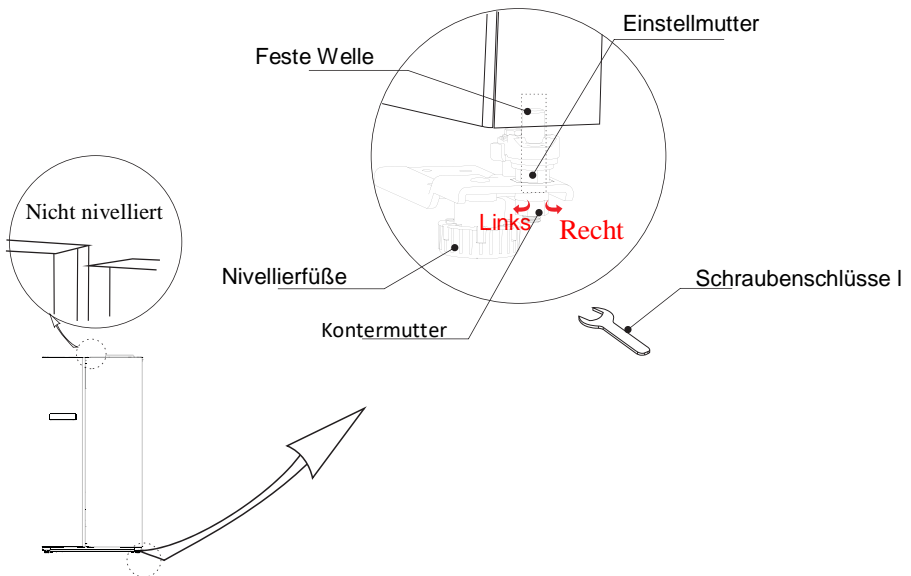 Einstellmutter
Feste Welle
Nicht nivelliert
Links
Recht
Nivellierfüße
Schraubenschlüsse l
Kontermutter